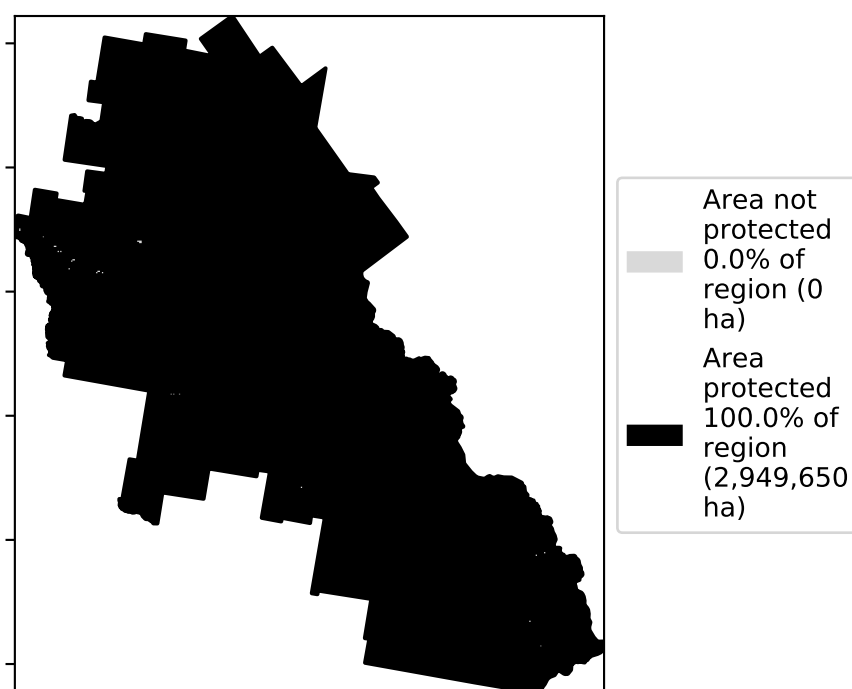 Area not
protected
0.0% of
region (0
ha)
Area
protected
100.0% of
region
(2,949,650
ha)